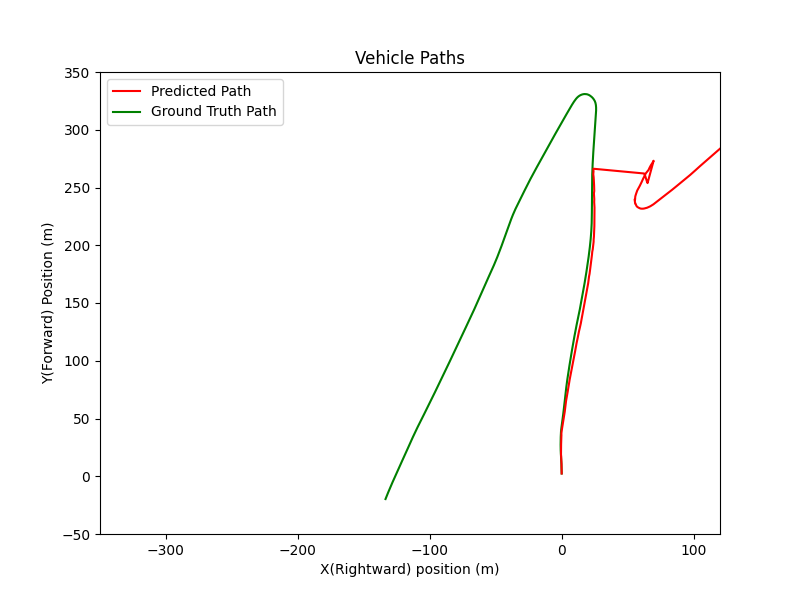 Vehicle Paths
Predicted Path
Ground Truth Path
350
300
250
200
150
100
50
0
−50
Y(Forward) Position (m)
−300
−200
−100
0
100
X(Rightward) position (m)